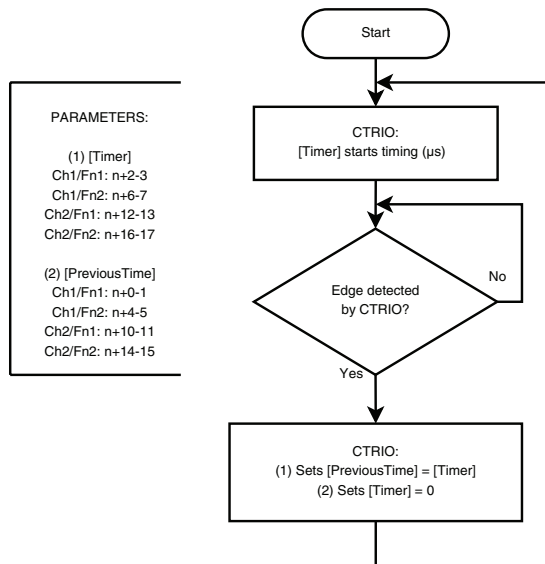 Start
PARAMETERS:
(1) [Timer]
Ch1/Fn1: n+2-3
Ch1/Fn2: n+6-7
Ch2/Fn1: n+12-13
Ch2/Fn2: n+16-17
(2) [PreviousTime]
Ch1/Fn1: n+0-1
Ch1/Fn2: n+4-5
Ch2/Fn1: n+10-11
Ch2/Fn2: n+14-15
CTRIO:
[Timer] starts timing (µs)
Edge detected
by CTRIO?
No
Yes
CTRIO:
(1) Sets [PreviousTime] = [Timer]
(2) Sets [Timer] = 0